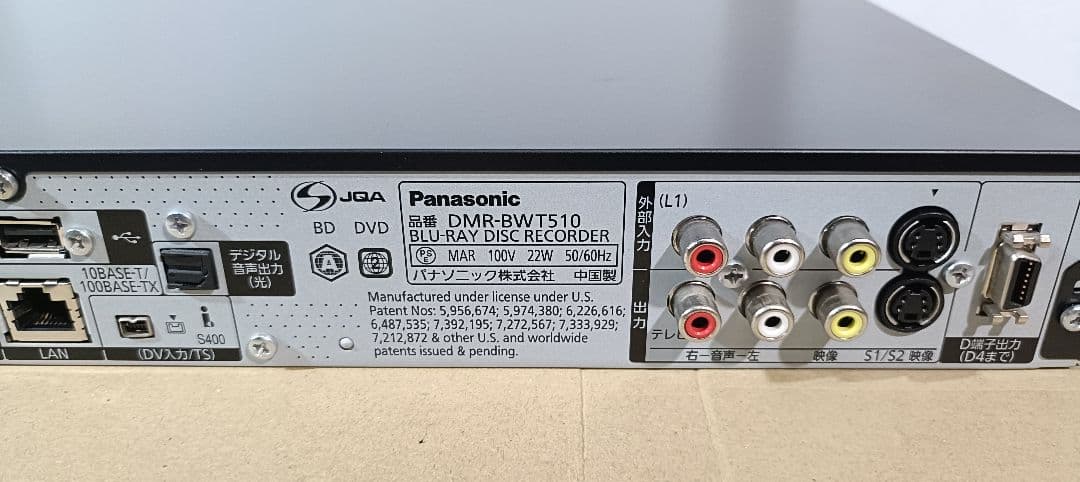 JQA
BD DVD
Panasonic
品番 DMR-BWT510
BLU-RAY DISC RECORDER
PS E MAR 100V 22W 50/60Hz
パナソニック株式会社 中国製
Manufactured under license under U.S.
Patent Nos: 5,956,674; 5,974,380; 6,226,616;
6,487,535; 7,392,195; 7,272,567; 7,333,929;
7,212,872 & other U.S. and worldwide
patents issued & pending.
デジタル
音声出力
(光)
10BASE-T/
100BASE-TX
LAN
S400
(DV入力/TS)
外部入力
(L1)
出力
テレビ
右-音声-左
映像
S1/S2 映像
D端子出力
(D4まで)